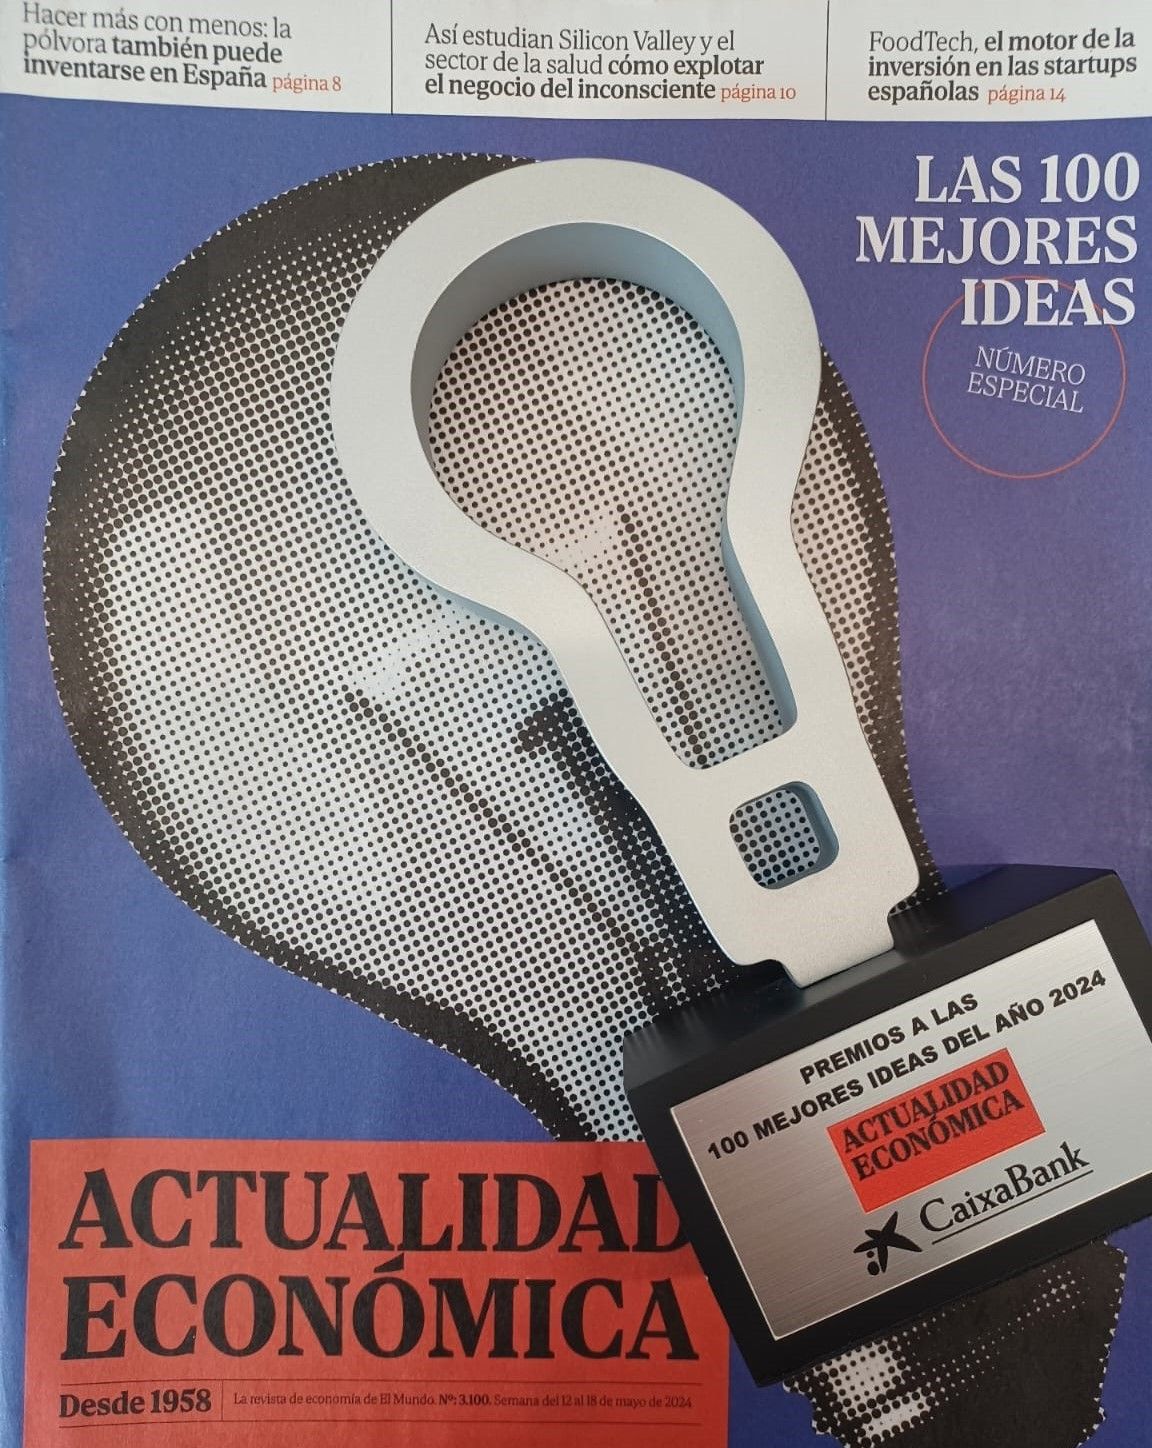 Hacer más con menos: la
pólvora también puede
inventarse en España página 8
Así estudian Silicon Valley y el
sector de la salud cómo explotar
el negocio del inconsciente página 10
FoodTech, el motor de la
inversión en las startups
españolas página 14
LAS 100
MEJORES
IDEAS
NÚMERO
ESPECIAL
PREMIOS A LAS
100 MEJORES IDEAS DEL AÑO 2024
ACTUALIDAD
ECONÓMICA
CaixaBank
ACTUALIDAD
ECONÓMICA
Desde 1958
La revista de economía de El Mundo. Nº: 3.100. Semana del 12 al 18 de mayo de 2024